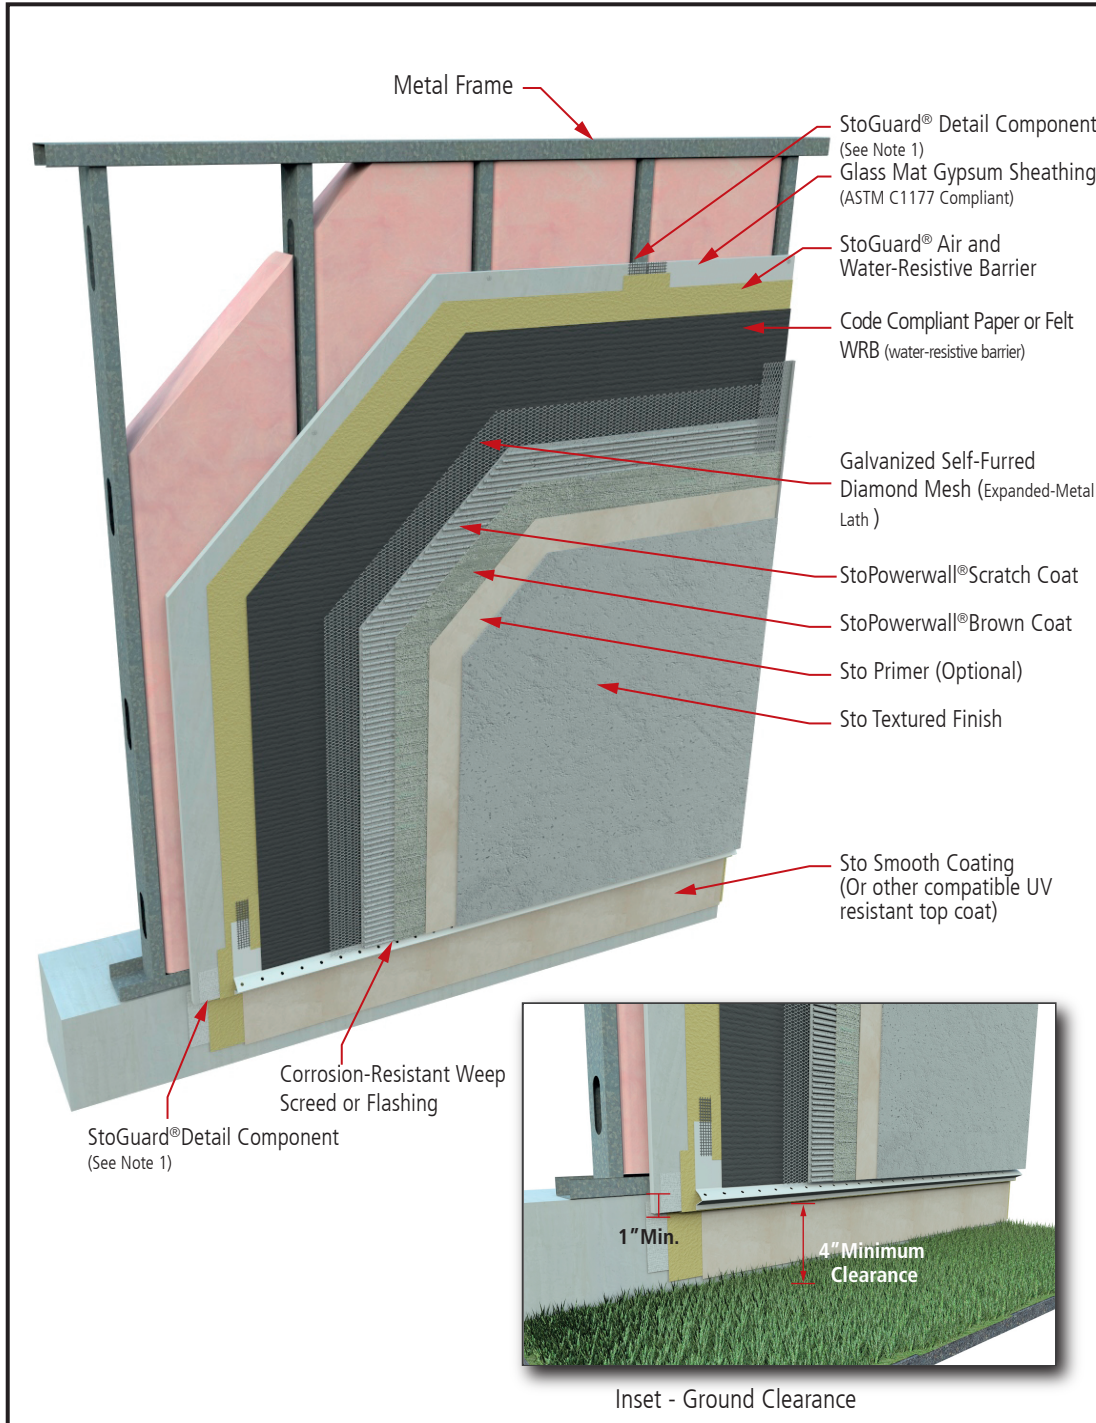 Metal Frame
StoGuard® Detail Component
(See Note 1)
Glass Mat Gypsum Sheathing
(ASTM C1177 Compliant)
StoGuard® Air and
Water-Resistive Barrier
Code Compliant Paper or Felt
WRB (water-resistive barrier)
Galvanized Self-Furred
Diamond Mesh (Expanded-Metal
Lath )
StoPowerwall®Scratch Coat
StoPowerwall®Brown Coat
Sto Primer (Optional)
Sto Textured Finish
Sto Smooth Coating
(Or other compatible UV
resistant top coat)
Corrosion-Resistant Weep
Screed or Flashing
StoGuard®Detail Component
(See Note 1)
1”Min.
4”Minimum
Clearance
Inset - Ground Clearance